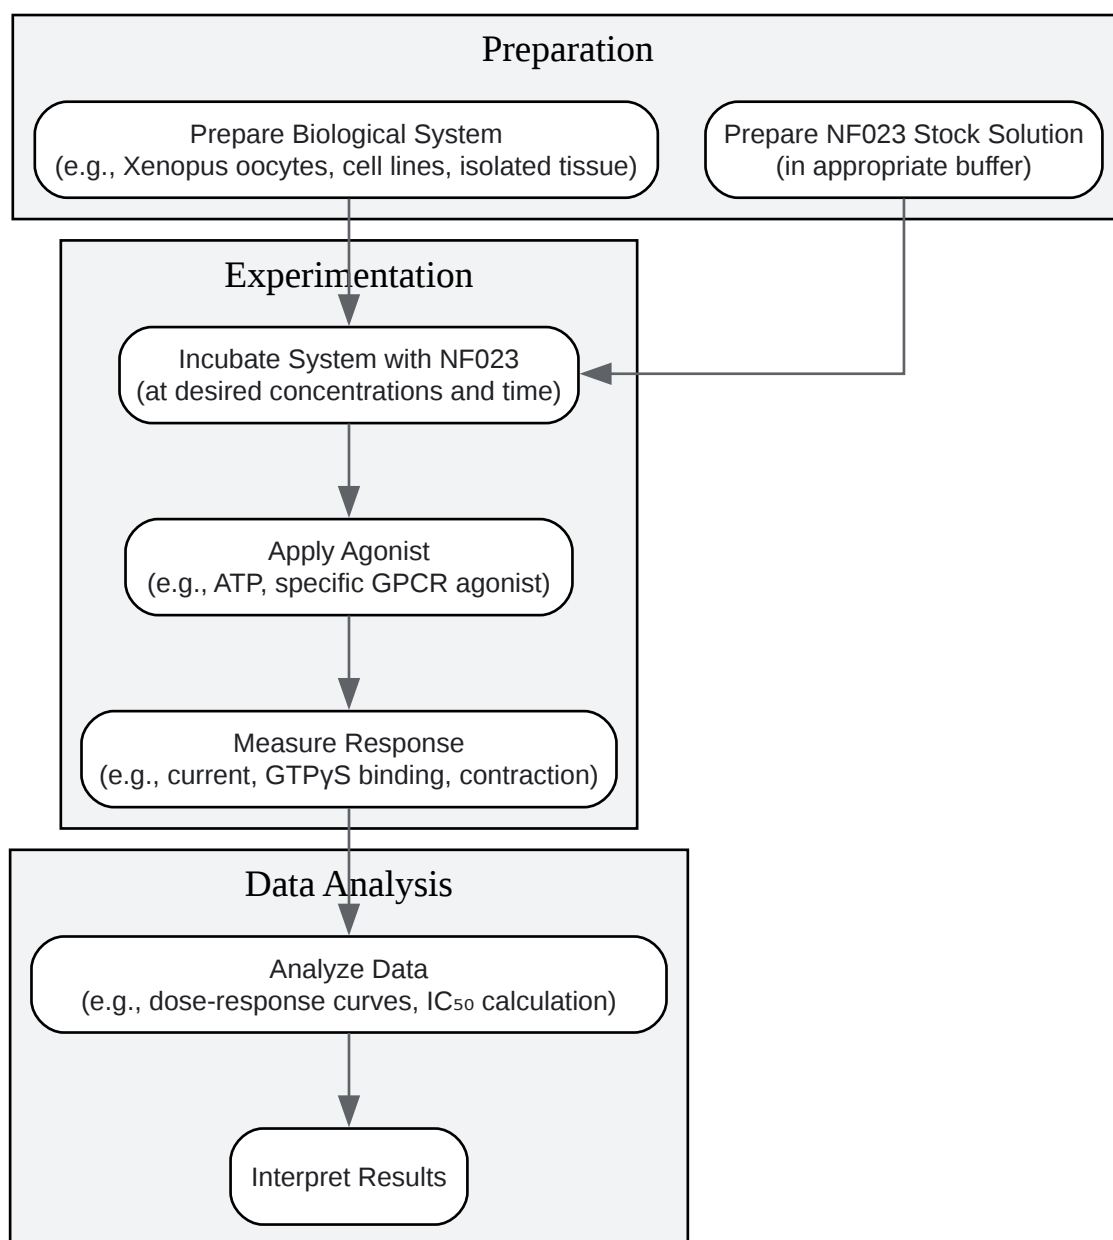 Preparation
Prepare Biological System
(e.g., Xenopus oocytes, cell lines, isolated tissue)
Prepare NF023 Stock Solution
(in appropriate buffer)
Experimentation
Incubate System with NF023
(at desired concentrations and time)
Apply Agonist
(e.g., ATP, specific GPCR agonist)
Measure Response
(e.g., current, GTPγS binding, contraction)
Data Analysis
Analyze Data
(e.g., dose-response curves, IC₅₀ calculation)
Interpret Results